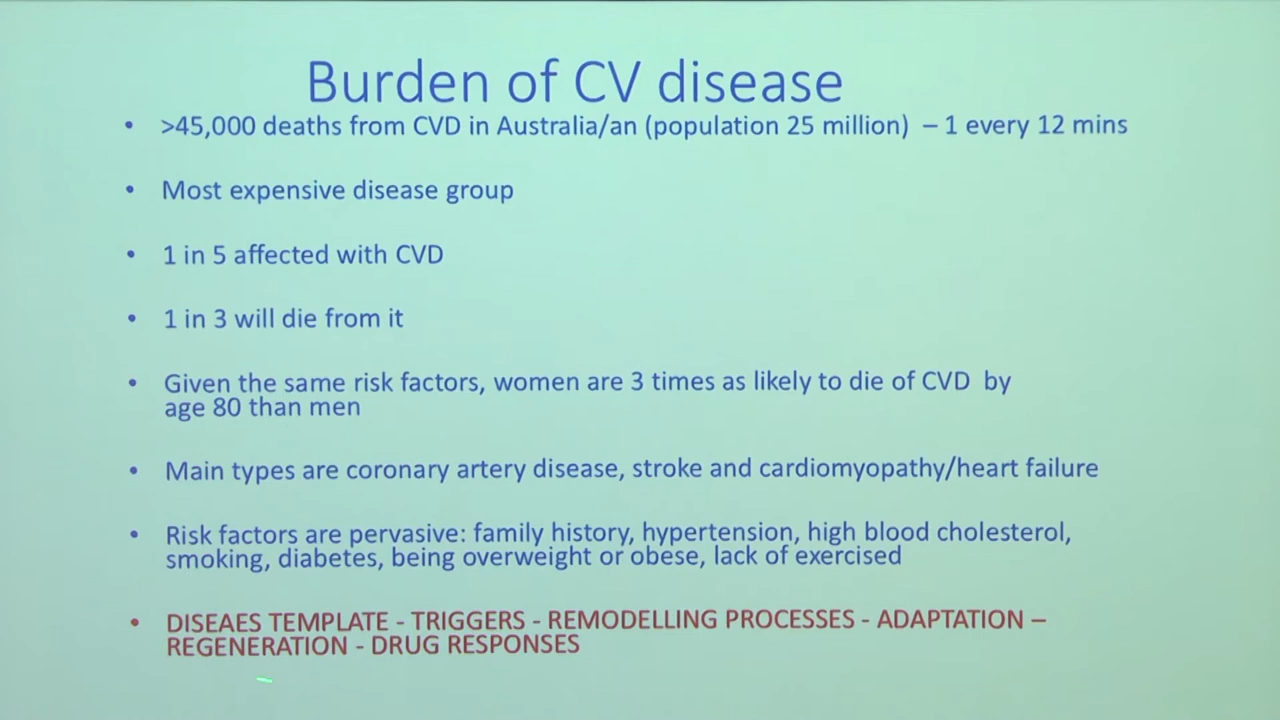 Burden of CV disease
• >45,000 deaths from CVD in Australia/an (population 25 million) – 1 every 12 mins
• Most expensive disease group
• 1 in 5 affected with CVD
• 1 in 3 will die from it
• Given the same risk factors, women are 3 times as likely to die of CVD by
age 80 than men
• Main types are coronary artery disease, stroke and cardiomyopathy/heart failure
• Risk factors are pervasive: family history, hypertension, high blood cholesterol,
smoking, diabetes, being overweight or obese, lack of exercised
• DISEAES TEMPLATE - TRIGGERS - REMODELLING PROCESSES - ADAPTATION –
REGENERATION - DRUG RESPONSES